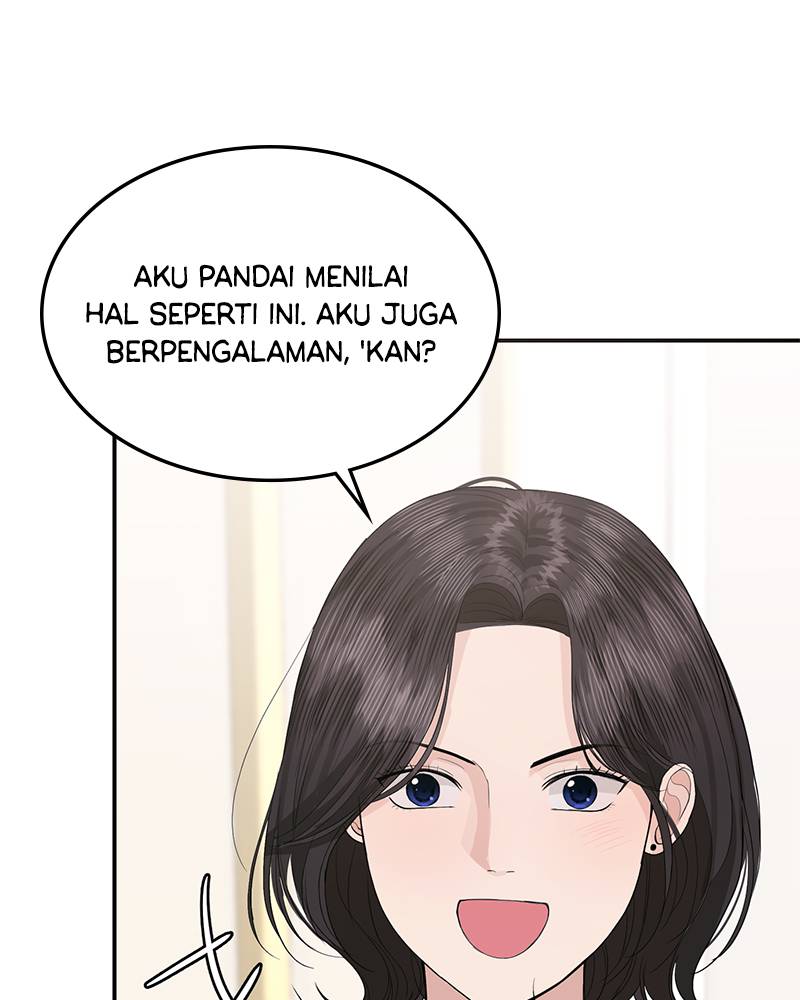 AKU PANDAI MENILAI
HAL SEPERTI INI. AKU JUGA
BERPENGALAMAN, 'KAN?